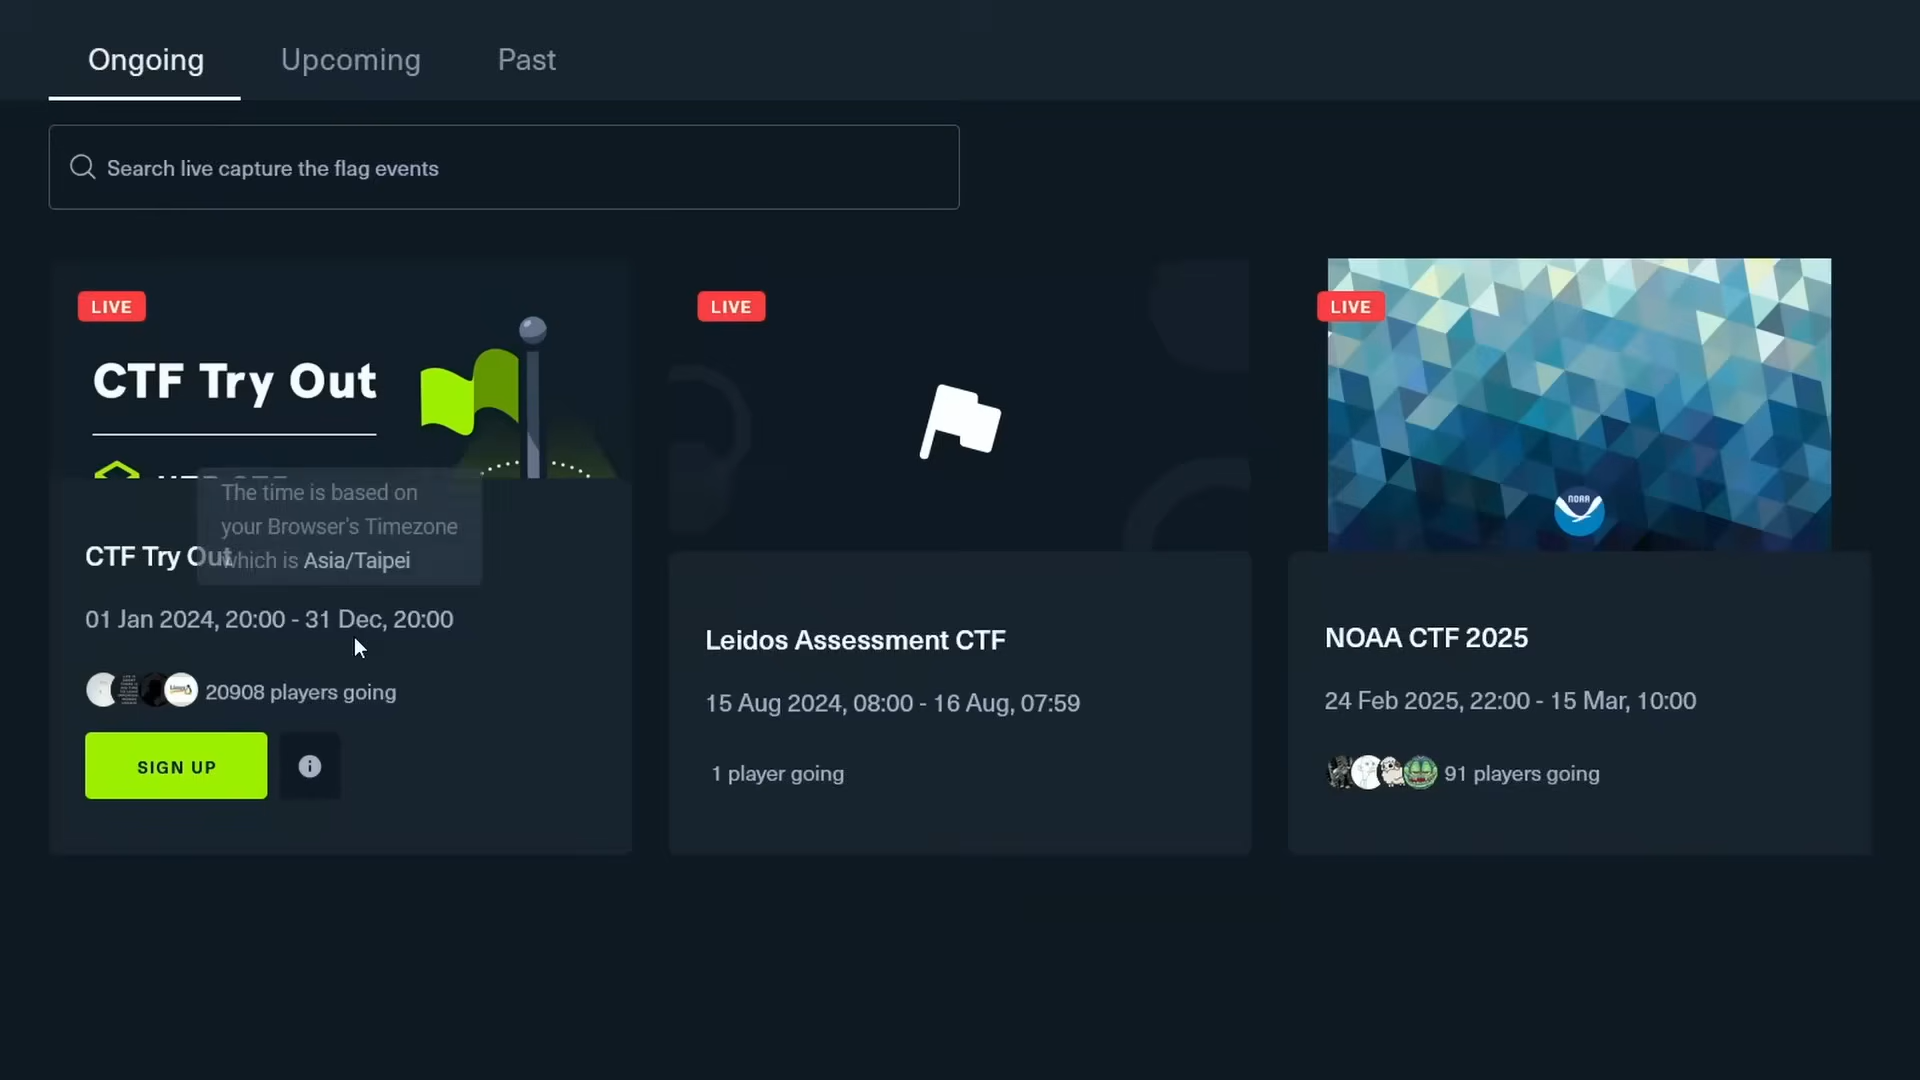 Ongoing
Upcoming
Past
Search live capture the flag events
LIVE
CTF Try Out
The time is based on
your Browser's Timezone
which is Asia/Taipei
CTF Try Out
01 Jan 2024, 20:00 - 31 Dec, 20:00
20908 players going
SIGN UP
LIVE
Leidos Assessment CTF
15 Aug 2024, 08:00 - 16 Aug, 07:59
1 player going
LIVE
NOAA
NOAA CTF 2025
24 Feb 2025, 22:00 - 15 Mar, 10:00
91 players going